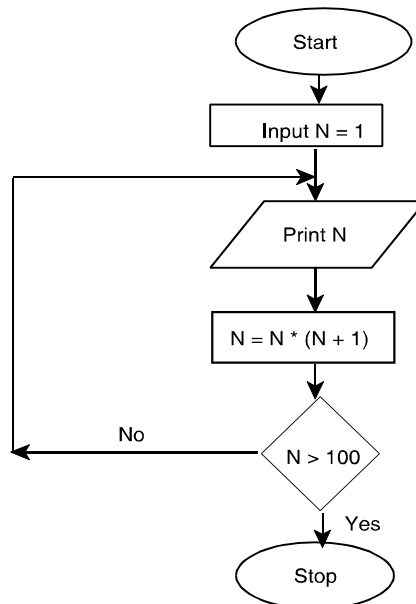 Start
Input N = 1
Print N
N = N * (N + 1)
No
N > 100
Yes
Stop